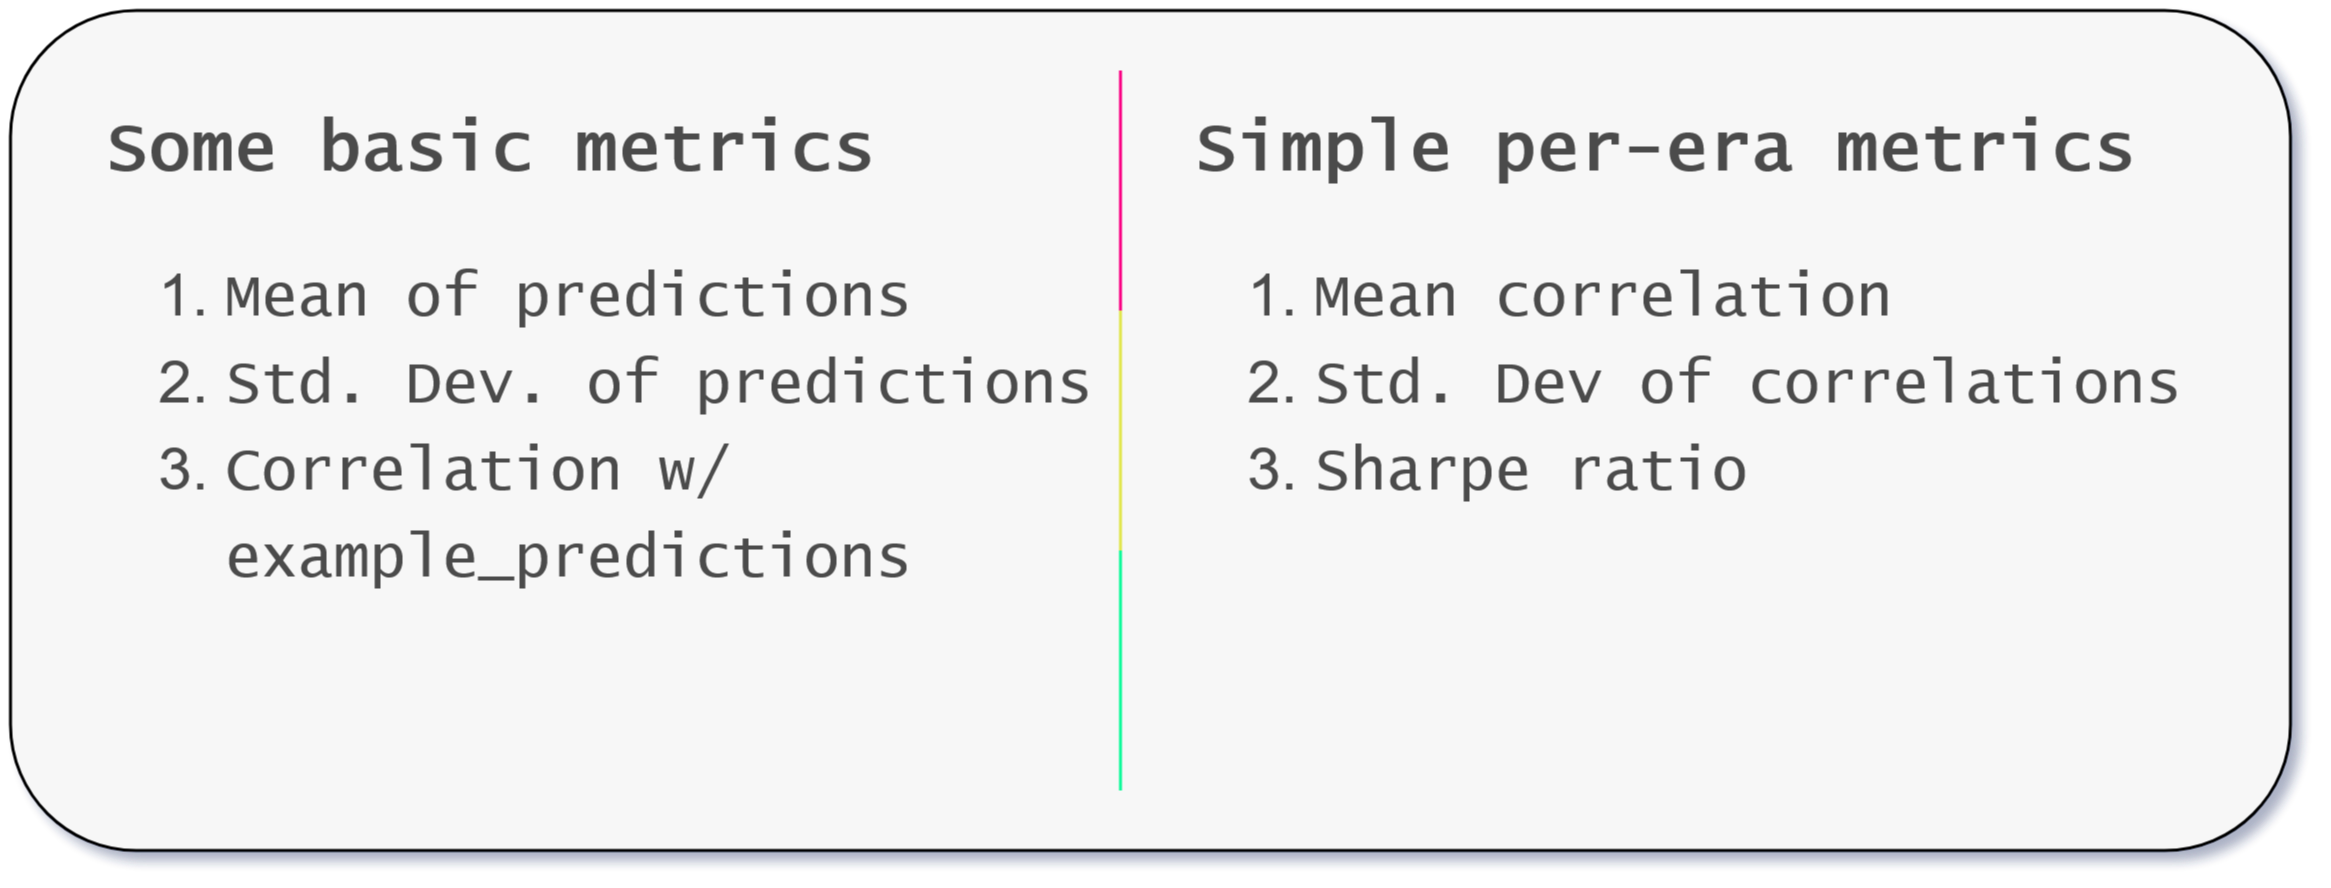 Some basic metrics
1. Mean of predictions
2. Std. Dev. of predictions
3. Correlation w/
example_predictions
Simple per-era metrics
1. Mean correlation
2. Std. Dev of correlations
3. Sharpe ratio